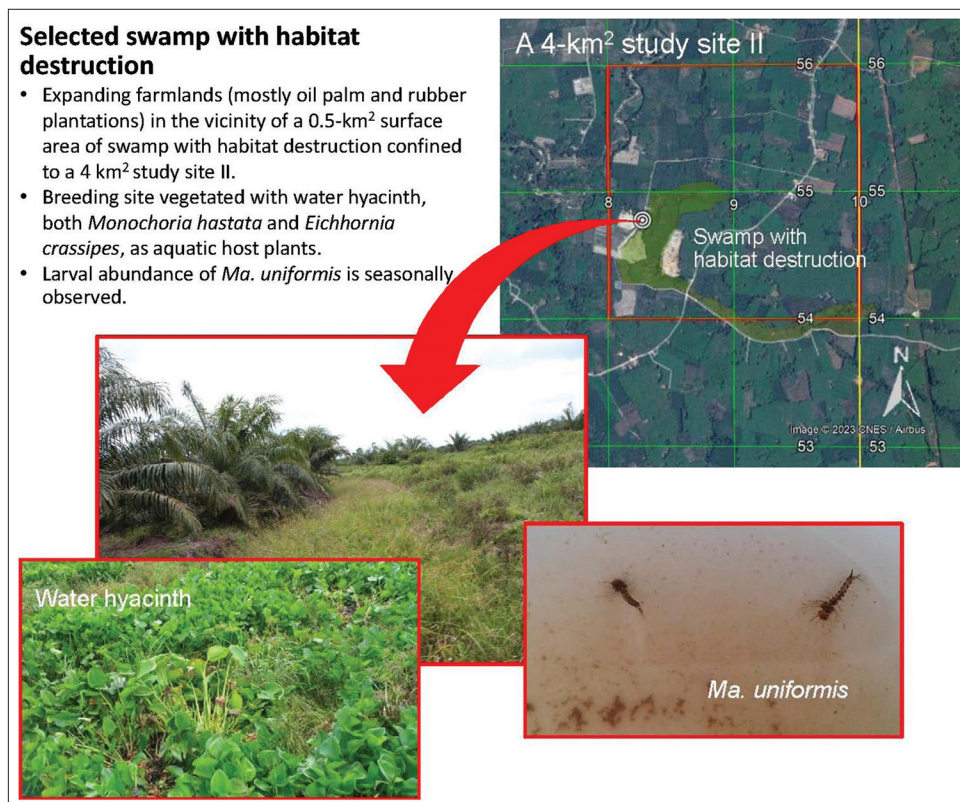 Selected swamp with habitat
destruction
• Expanding farmlands (mostly oil palm and rubber
plantations) in the vicinity of a 0.5-km² surface
area of swamp with habitat destruction confined
to a 4 km² study site II.
• Breeding site vegetated with water hyacinth,
both Monochoria hastata and Eichhornia
crassipes, as aquatic host plants.
• Larval abundance of Ma. uniformis is seasonally
observed.
A 4-km² study site II
56 56
55 55
8 9 10
Swamp with
habitat destruction
54 54
N
Image © 2023 CNES / Airbus
53 53
Water hyacinth
Ma. uniformis